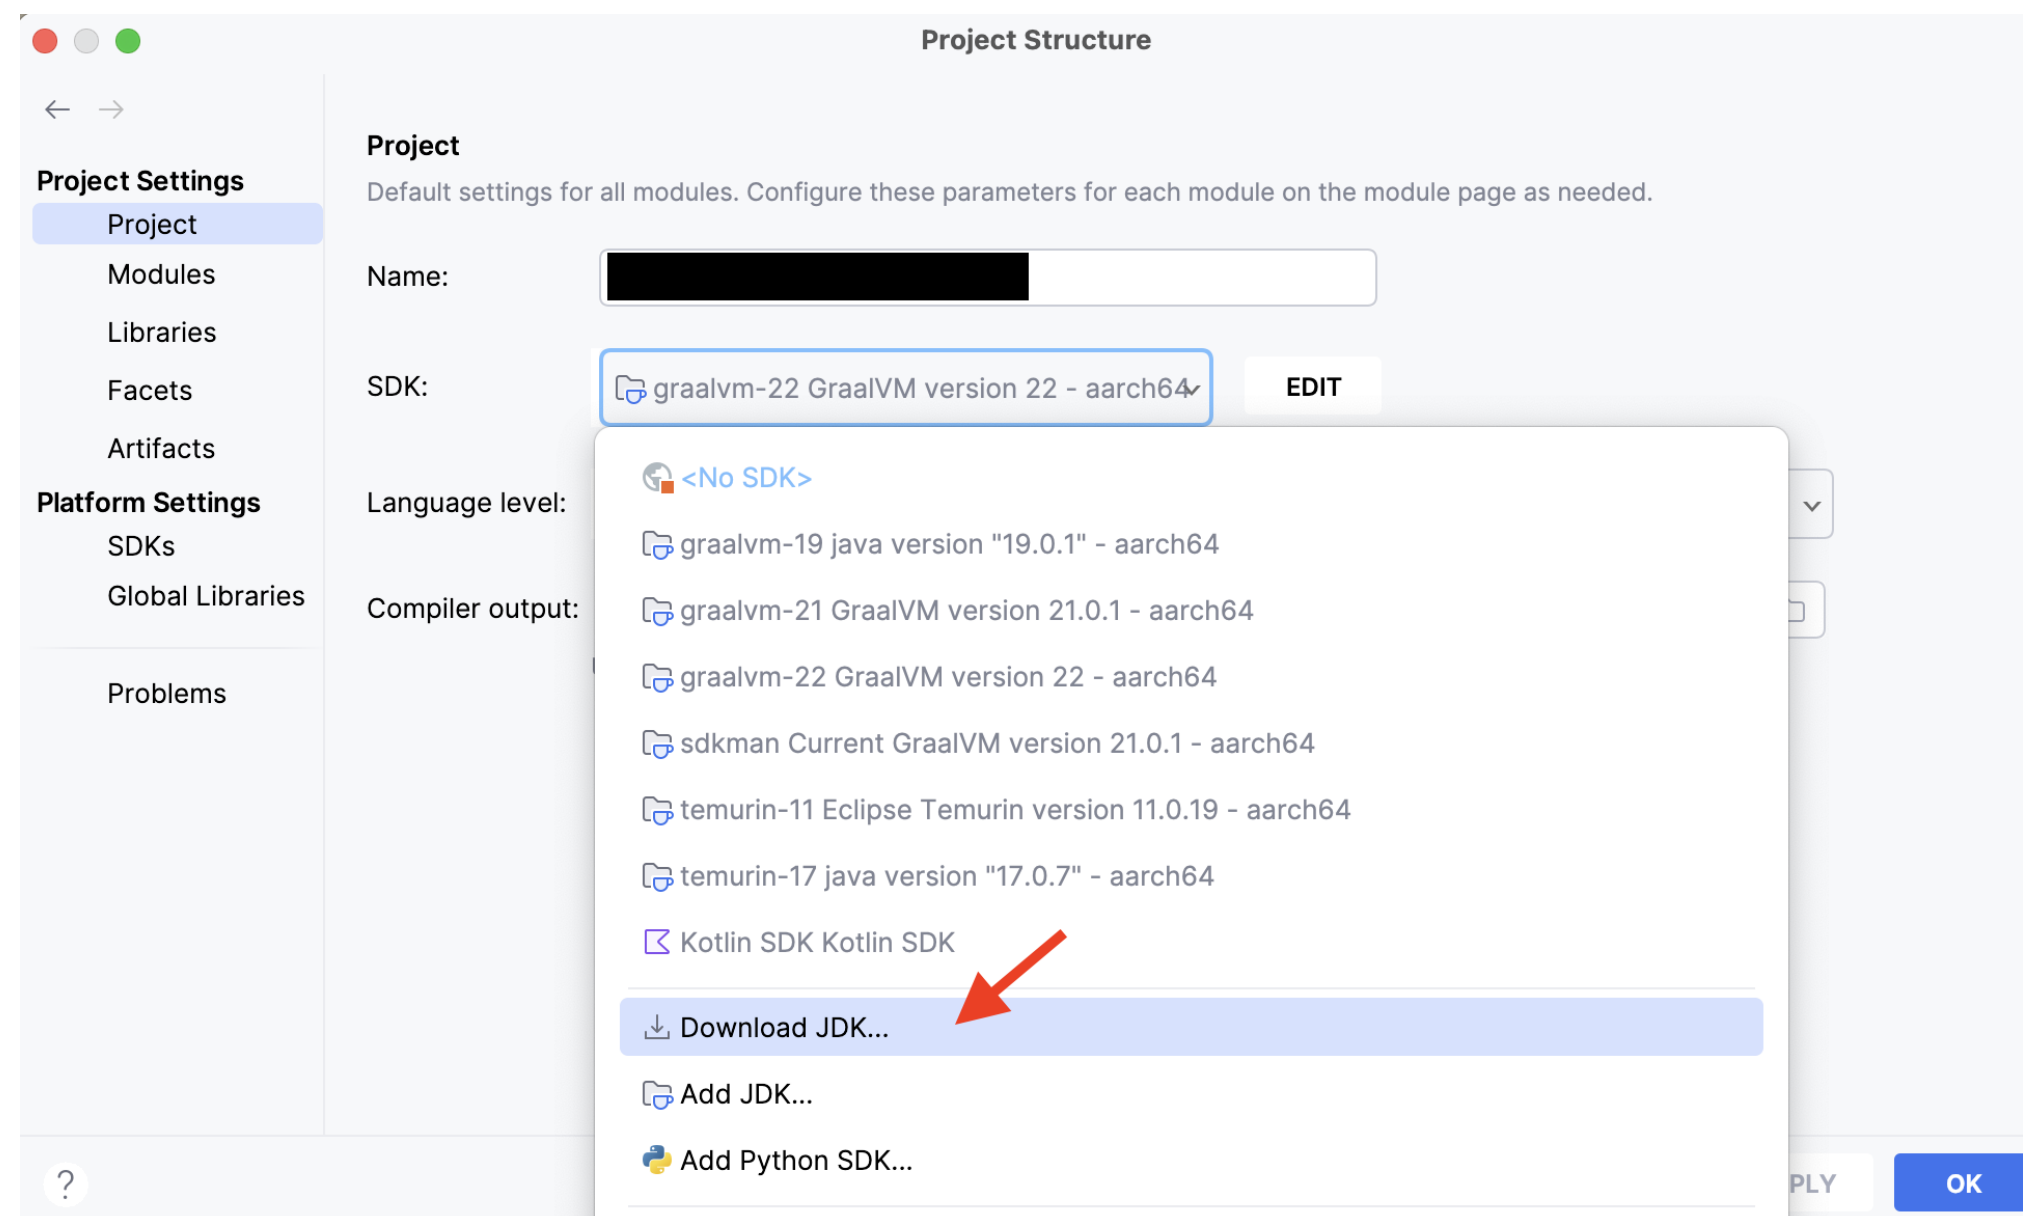 Project Structure
Project Settings
Project
Modules
Libraries
Facets
Artifacts
Platform Settings
SDKs
Global Libraries
Problems
?
Project
Default settings for all modules. Configure these parameters for each module on the module page as needed.
Name:
SDK:
graalvm-22 GraalVM version 22 - aarch64
EDIT
Language level:
Compiler output:
<No SDK>
graalvm-19 java version "19.0.1" - aarch64
graalvm-21 GraalVM version 21.0.1 - aarch64
graalvm-22 GraalVM version 22 - aarch64
sdkman Current GraalVM version 21.0.1 - aarch64
temurin-11 Eclipse Temurin version 11.0.19 - aarch64
temurin-17 java version "17.0.7" - aarch64
Kotlin SDK Kotlin SDK
Download JDK...
Add JDK...
Add Python SDK...
PLY
OK